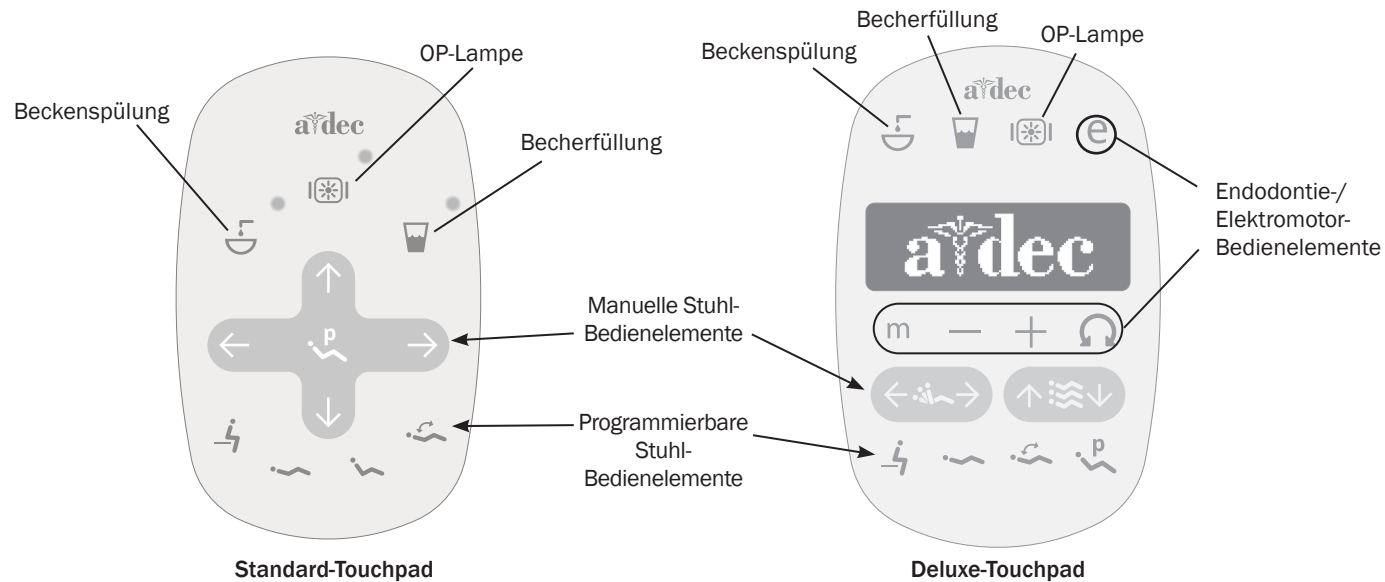 Beckenspülung
OP-Lampe
Becherfüllung
a dec
p
Standard-Touchpad
Manuelle Stuhl-
Bedienelemente
Programmierbare
Stuhl-
Bedienelemente
Becherfüllung
Beckenspülung
OP-Lampe
a dec
e
Endodontie-/
Elektromotor-
Bedienelemente
a dec
m − +
p
Deluxe-Touchpad